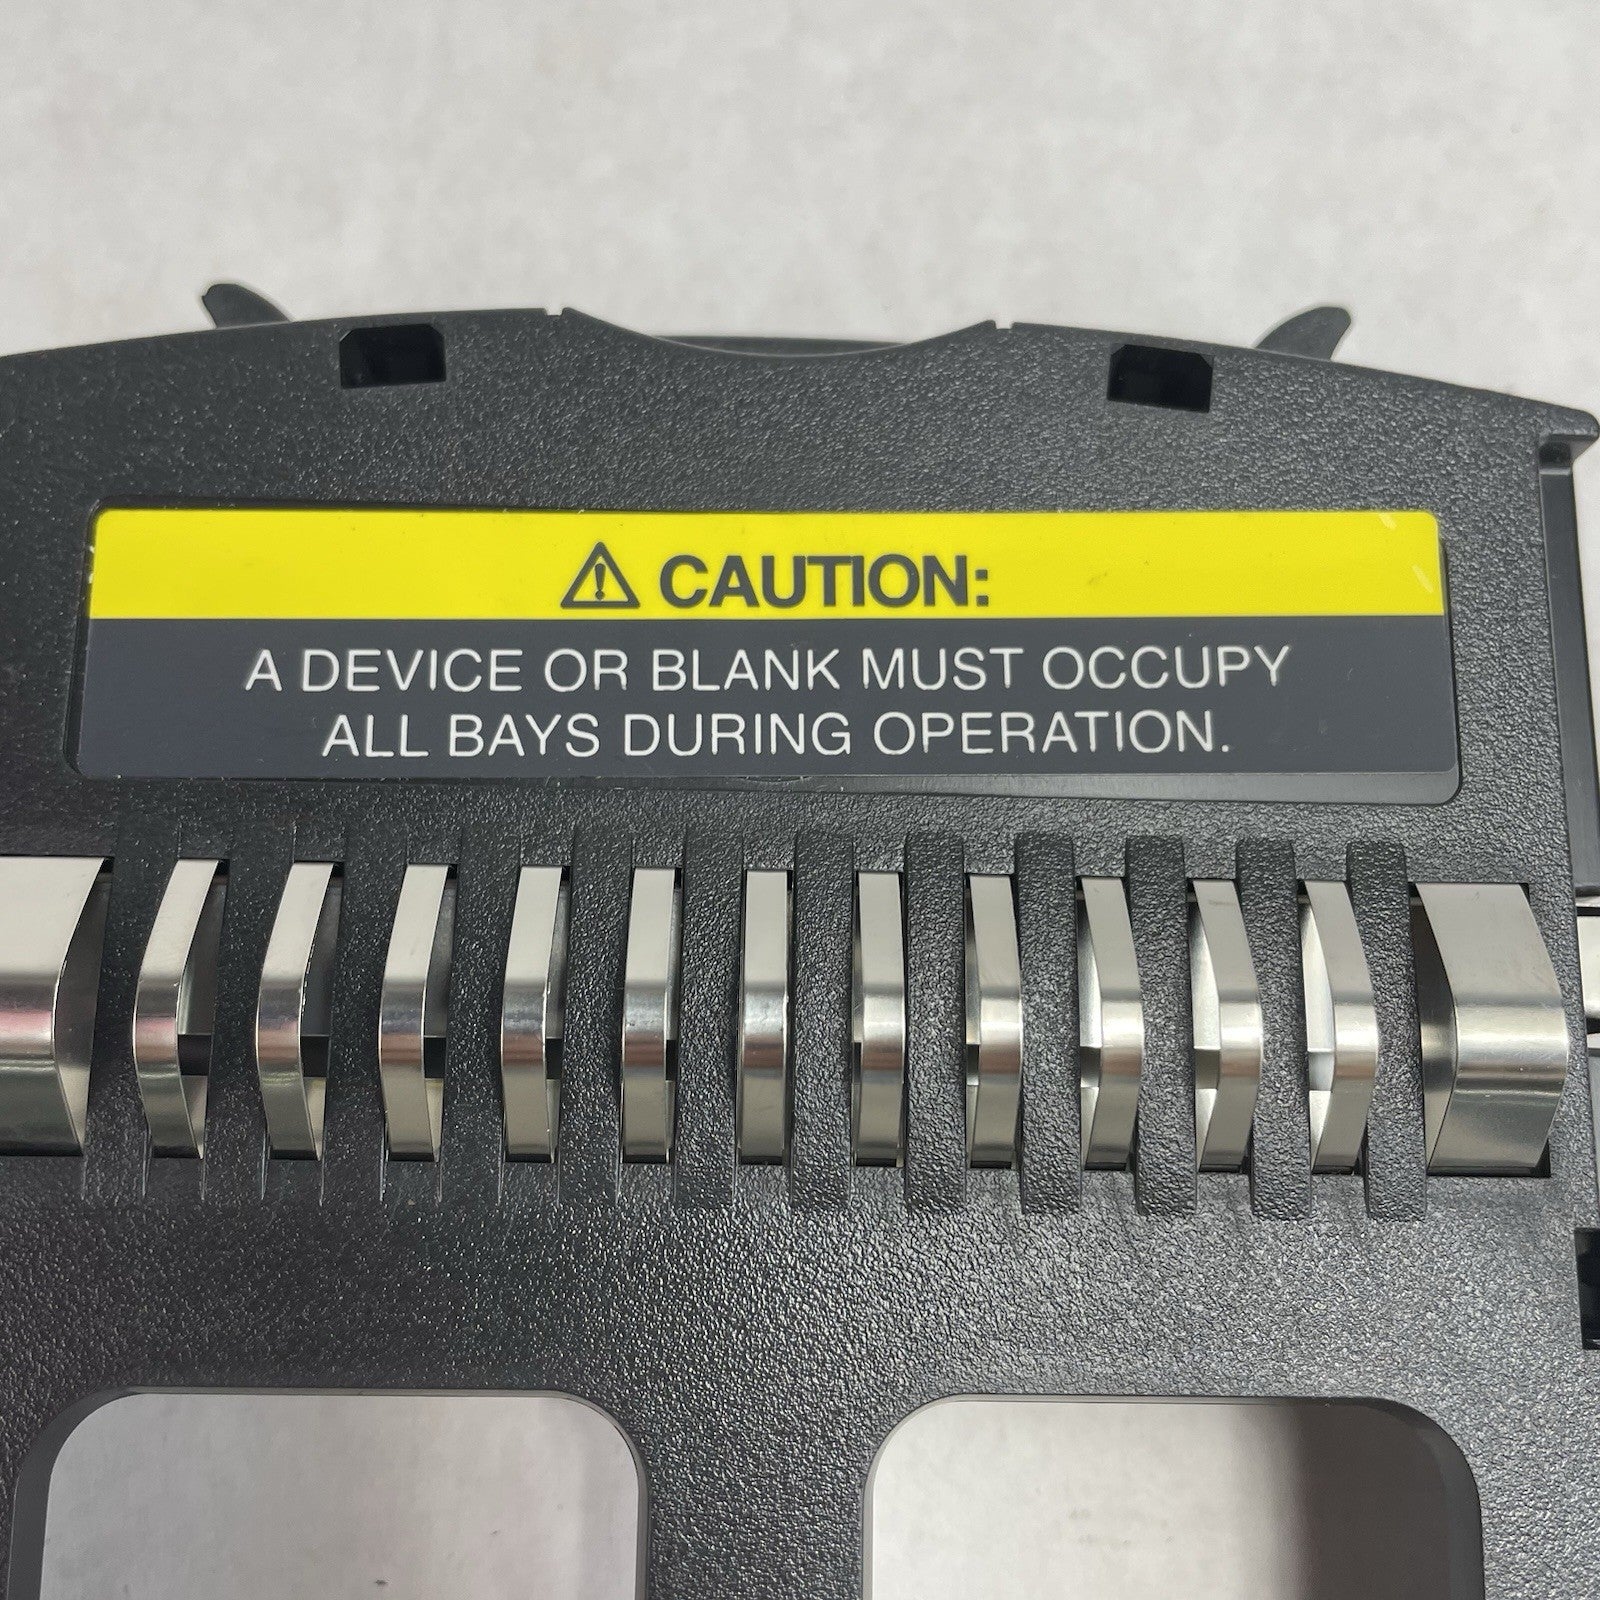 CAUTION:
A DEVICE OR BLANK MUST OCCUPY
ALL BAYS DURING OPERATION.